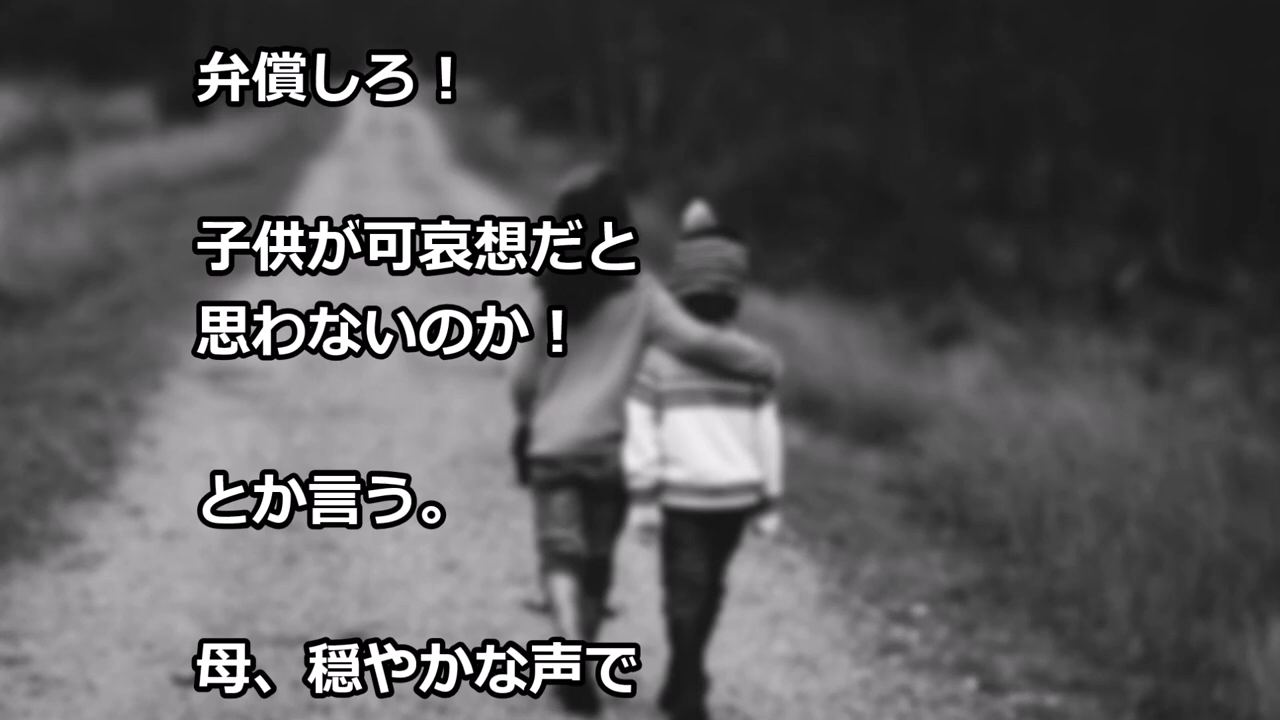 弁償しろ！
子供が可哀想だと
思わないのか！
とか言う。
母、穏やかな声で